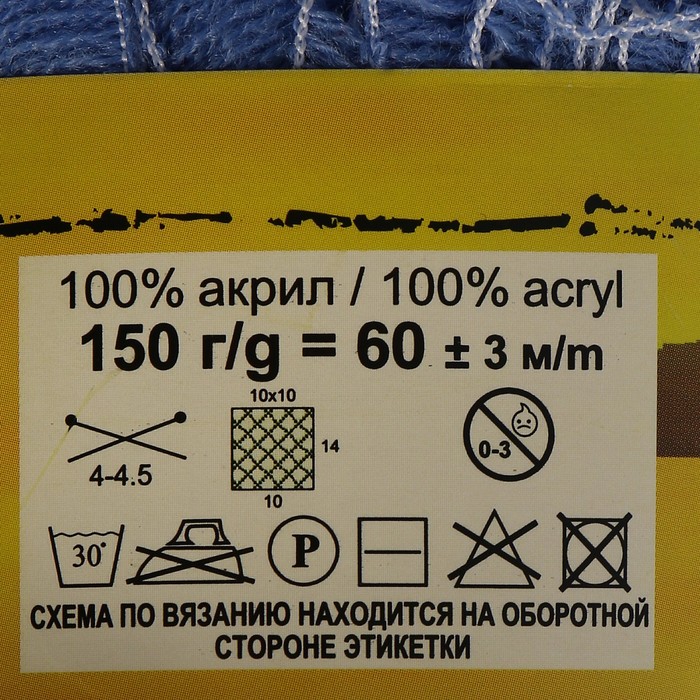 100% акрил / 100% acryl
150 г/g = 60 ± 3 м/m
10x10
14
0-3
4-4.5
10
30°
P
СХЕМА ПО ВЯЗАНИЮ НАХОДИТСЯ НА ОБОРОТНОЙ
СТОРОНЕ ЭТИКЕТКИ